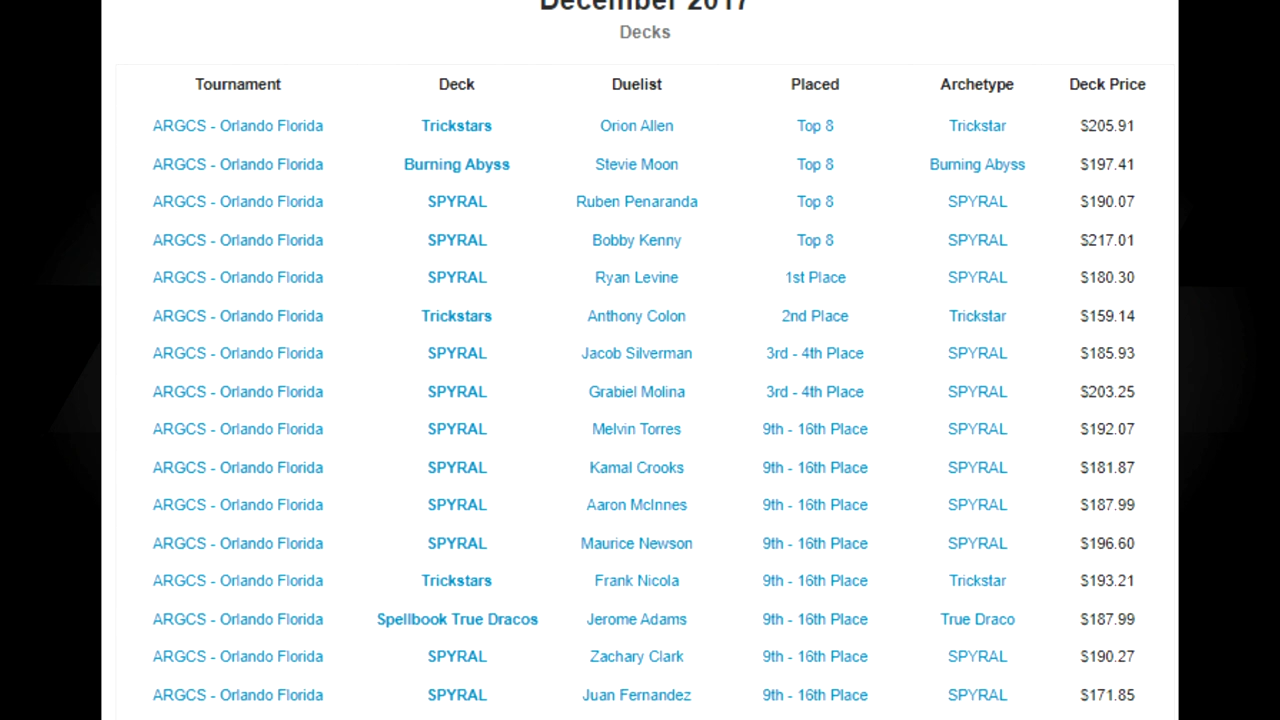 December 2017
Decks
Tournament Deck Duelist Placed Archetype Deck Price
ARGCS - Orlando Florida Trickstars Orion Allen Top 8 Trickstar $205.91
ARGCS - Orlando Florida Burning Abyss Stevie Moon Top 8 Burning Abyss $197.41
ARGCS - Orlando Florida SPYRAL Ruben Penaranda Top 8 SPYRAL $190.07
ARGCS - Orlando Florida SPYRAL Bobby Kenny Top 8 SPYRAL $217.01
ARGCS - Orlando Florida SPYRAL Ryan Levine 1st Place SPYRAL $180.30
ARGCS - Orlando Florida Trickstars Anthony Colon 2nd Place Trickstar $159.14
ARGCS - Orlando Florida SPYRAL Jacob Silverman 3rd - 4th Place SPYRAL $185.93
ARGCS - Orlando Florida SPYRAL Grabiel Molina 3rd - 4th Place SPYRAL $203.25
ARGCS - Orlando Florida SPYRAL Melvin Torres 9th - 16th Place SPYRAL $192.07
ARGCS - Orlando Florida SPYRAL Kamal Crooks 9th - 16th Place SPYRAL $181.87
ARGCS - Orlando Florida SPYRAL Aaron McInnes 9th - 16th Place SPYRAL $187.99
ARGCS - Orlando Florida SPYRAL Maurice Newson 9th - 16th Place SPYRAL $196.60
ARGCS - Orlando Florida Trickstars Frank Nicola 9th - 16th Place Trickstar $193.21
ARGCS - Orlando Florida Spellbook True Dracos Jerome Adams 9th - 16th Place True Draco $187.99
ARGCS - Orlando Florida SPYRAL Zachary Clark 9th - 16th Place SPYRAL $190.27
ARGCS - Orlando Florida SPYRAL Juan Fernandez 9th - 16th Place SPYRAL $171.85